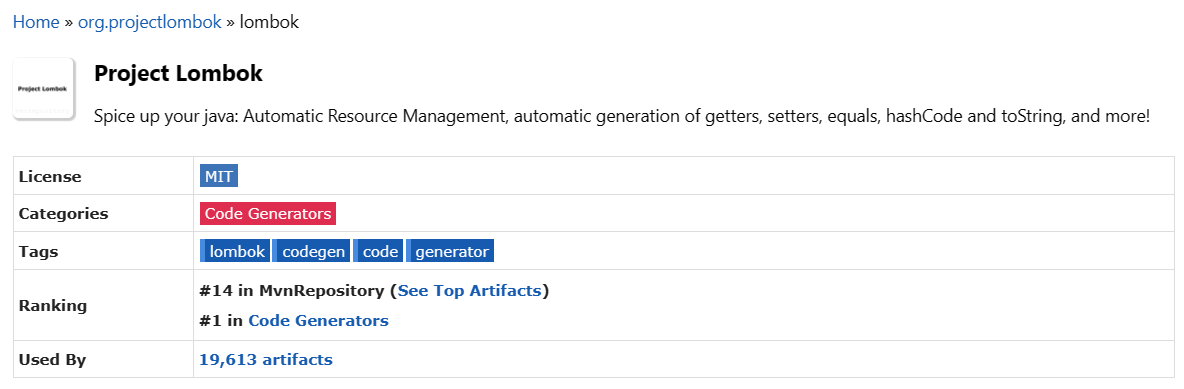 Home » org.projectlombok » lombok
Project Lombok
Project Lombok
Spice up your java: Automatic Resource Management, automatic generation of getters, setters, equals, hashCode and toString, and more!
License MIT
Categories Code Generators
Tags lombok codegen code generator
Ranking #14 in MvnRepository (See Top Artifacts)
#1 in Code Generators
Used By 19,613 artifacts